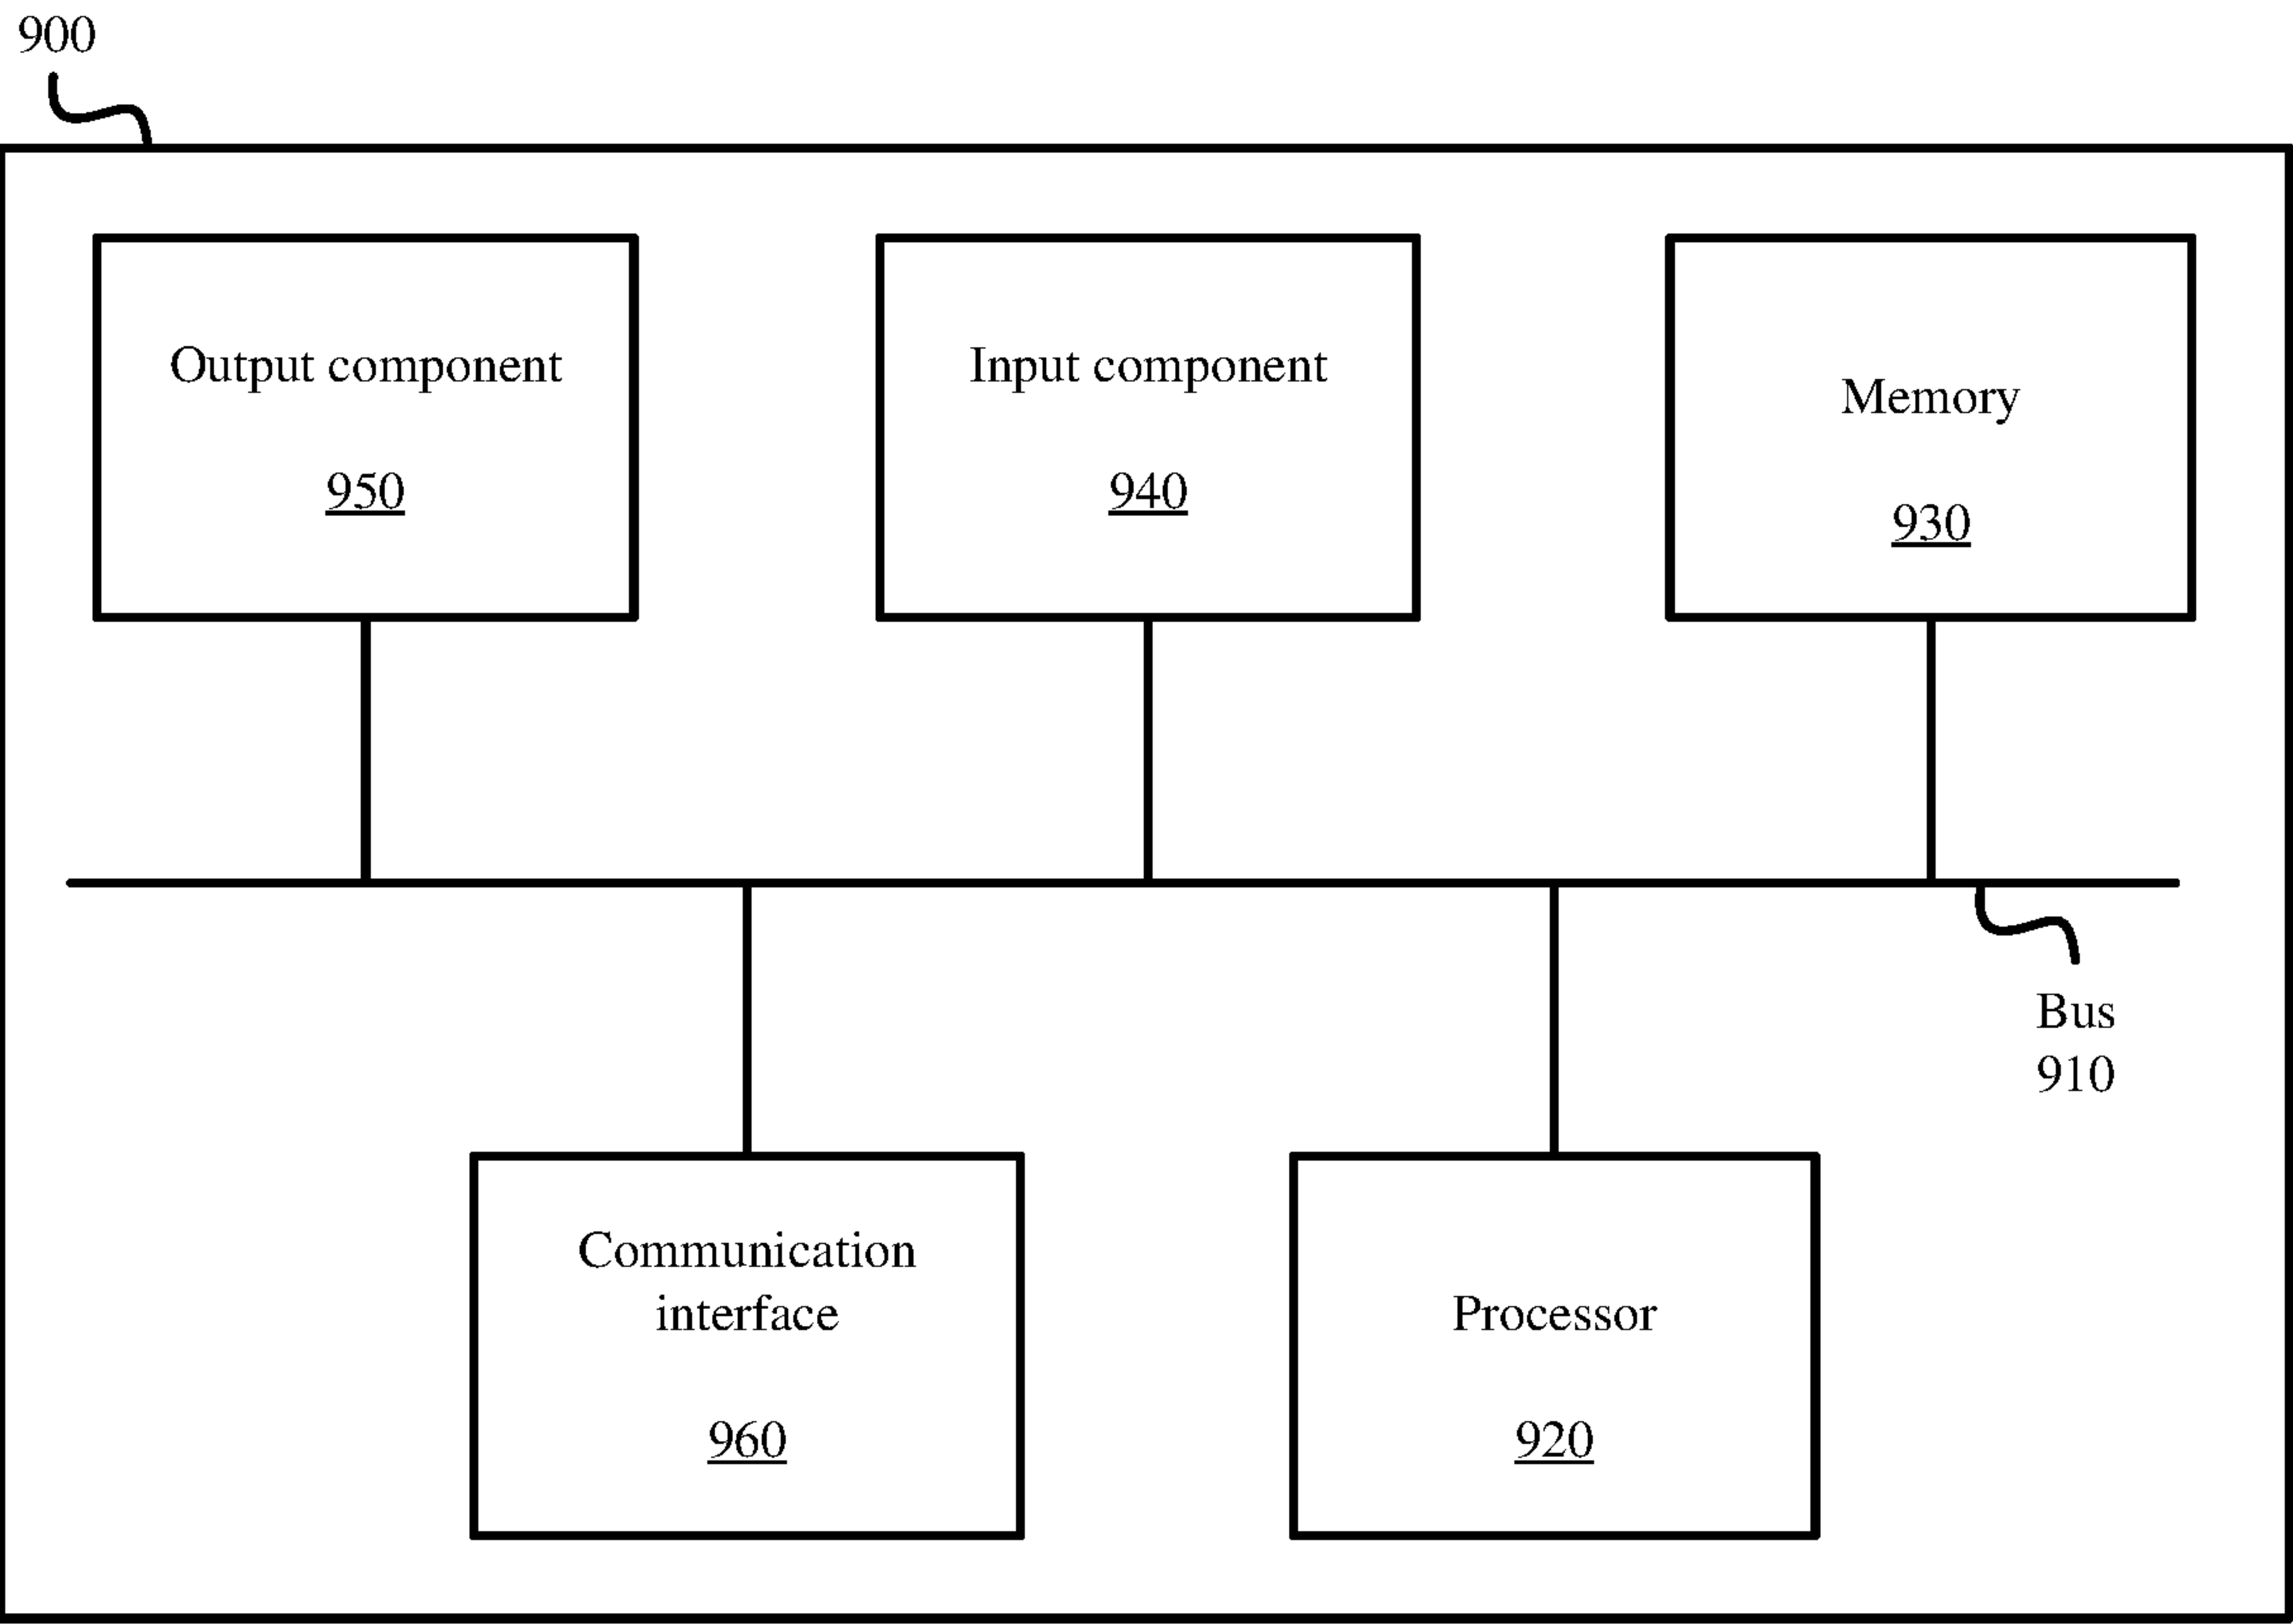 900
Output component
950
Input component
940
Memory
930
Bus
910
Communication
interface
960
Processor
920